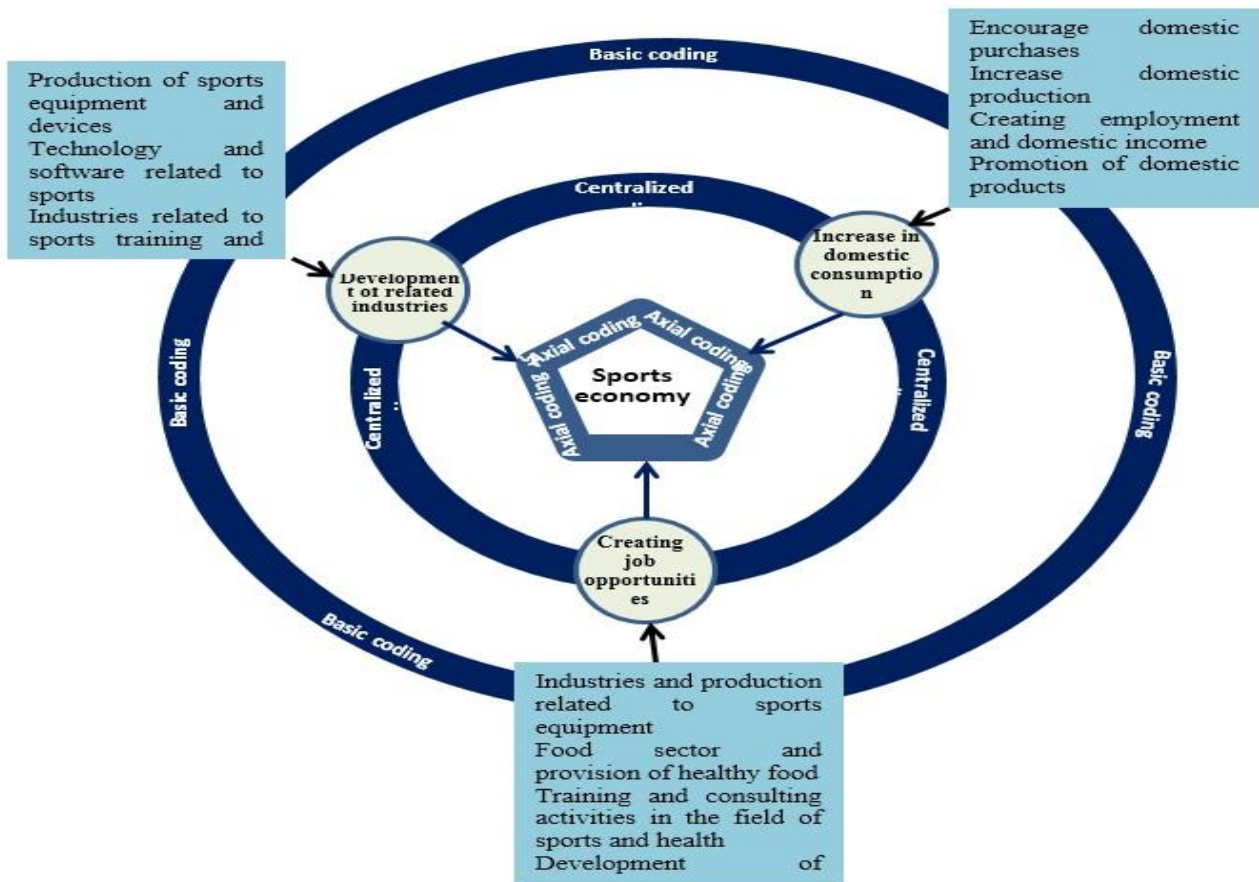 Basic coding
Encourage domestic
purchases
Increase domestic
production
Creating employment
and domestic income
Promotion of domestic
products
Production of sports
equipment and
devices
Technology and
software related to
sports
Industries related to
sports training and
Centralized
Increase in
domestic
consumptio
n
Developmen
t of related
industries
Axial coding
Axial coding
Sports
economy
Axial coding
Axial coding
Centralized
Centralized
Basic coding
Basic coding
Creating
job
opportuniti
es
Basic coding
Industries and production
related to sports
equipment
Food sector and
provision of healthy food
Training and consulting
activities in the field of
sports and health
Development of